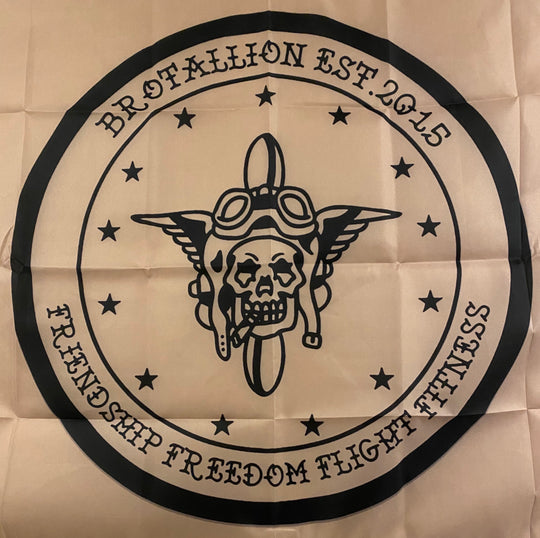 BROTALLION EST. 2015
FRIENDSHIP FREEDOM FLIGHT FITNESS